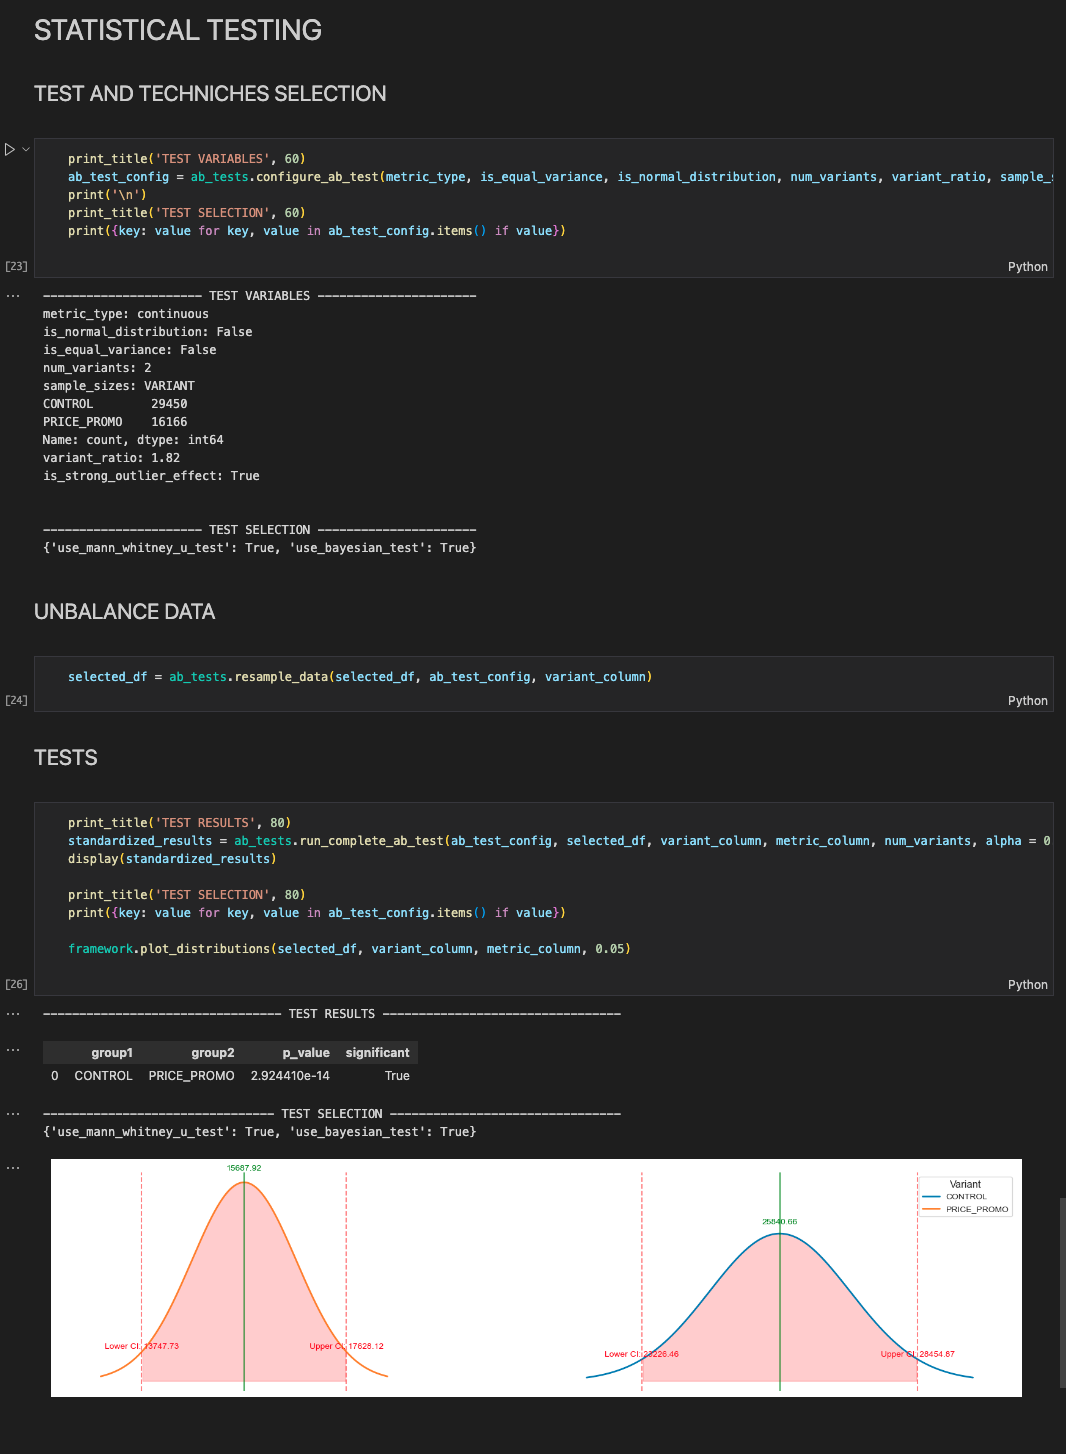 STATISTICAL TESTING
TEST AND TECHNICHES SELECTION
print_title('TEST VARIABLES', 60)
ab_test_config = ab_tests.configure_ab_test(metric_type, is_equal_variance, is_normal_distribution, num_variants, variant_ratio, sample_s
print('\n')
print_title('TEST SELECTION', 60)
print({key: value for key, value in ab_test_config.items() if value})
[23]
Python
---------------------- TEST VARIABLES ----------------------
metric_type: continuous
is_normal_distribution: False
is_equal_variance: False
num_variants: 2
sample_sizes: VARIANT
CONTROL 29450
PRICE_PROMO 16166
Name: count, dtype: int64
variant_ratio: 1.82
is_strong_outlier_effect: True
---------------------- TEST SELECTION ----------------------
{'use_mann_whitney_u_test': True, 'use_bayesian_test': True}
UNBALANCE DATA
selected_df = ab_tests.resample_data(selected_df, ab_test_config, variant_column)
[24]
Python
TESTS
print_title('TEST RESULTS', 80)
standardized_results = ab_tests.run_complete_ab_test(ab_test_config, selected_df, variant_column, metric_column, num_variants, alpha = 0
display(standardized_results)
print_title('TEST SELECTION', 80)
print({key: value for key, value in ab_test_config.items() if value})
framework.plot_distributions(selected_df, variant_column, metric_column, 0.05)
[26]
Python
--------------------------------- TEST RESULTS ---------------------------------
group1 group2 p_value significant
0 CONTROL PRICE_PROMO 2.924410e-14 True
-------------------------------- TEST SELECTION --------------------------------
{'use_mann_whitney_u_test': True, 'use_bayesian_test': True}
15687.92
Variant
CONTROL
PRICE_PROMO
25840.66
Lower CI: 13747.73
Upper CI: 17628.12
Lower CI: 23226.46
Upper CI: 28454.87